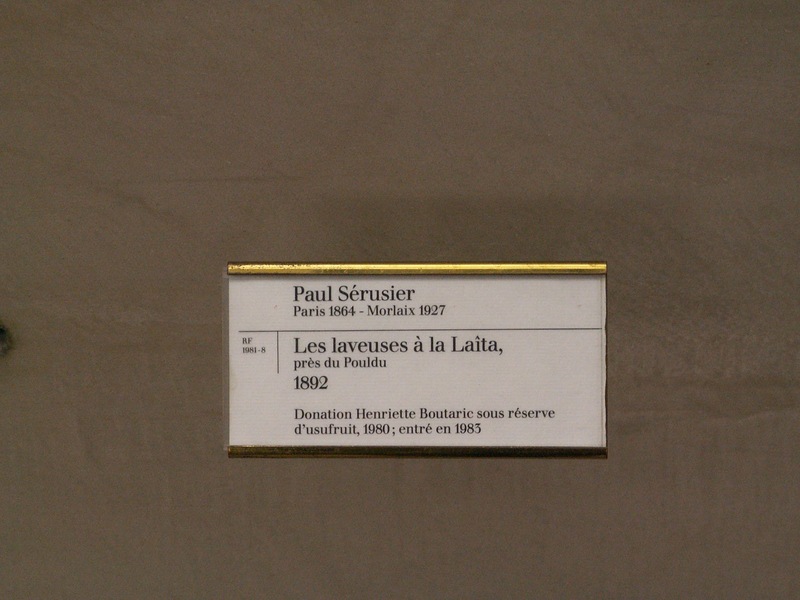 Paul Sérusier
Paris 1864 - Morlaix 1927
RF
1981-8
Les laveuses à la Laîta,
près du Pouldu
1892
Donation Henriette Boutaric sous réserve
d'usufruit, 1980; entré en 1983